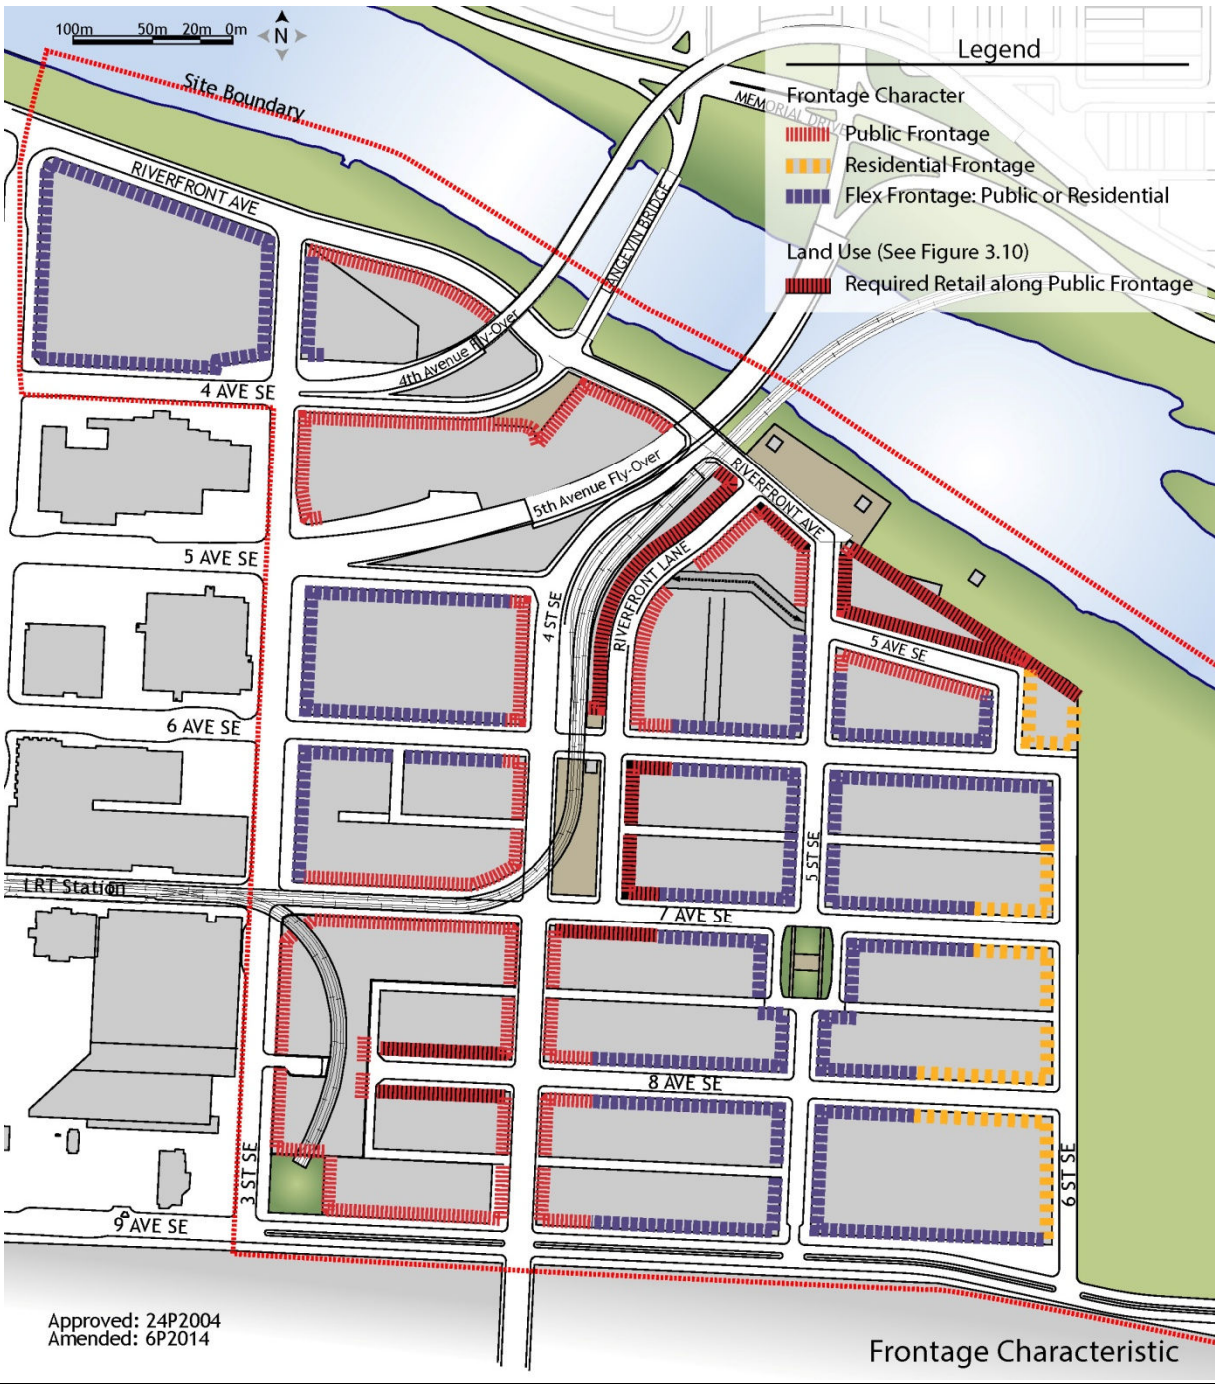 100m 50m 20m 0m
N
Legend
Frontage Character
Public Frontage
Residential Frontage
Flex Frontage: Public or Residential
Land Use (See Figure 3.10)
Required Retail along Public Frontage
MEMORIAL DRIVE
Site Boundary
RIVERFRONT AVE
LANGEVIN BRIDGE
4th Avenue Fly-Over
4 AVE SE
5th Avenue Fly-Over
RIVERFRONT AVE
5 AVE SE
RIVERFRONT LANE
4 ST SE
5 AVE SE
6 AVE SE
5 ST SE
LRT Station
7 AVE SE
8 AVE SE
3 ST SE
6 ST SE
9 AVE SE
Approved: 24P2004
Amended: 6P2014
Frontage Characteristic